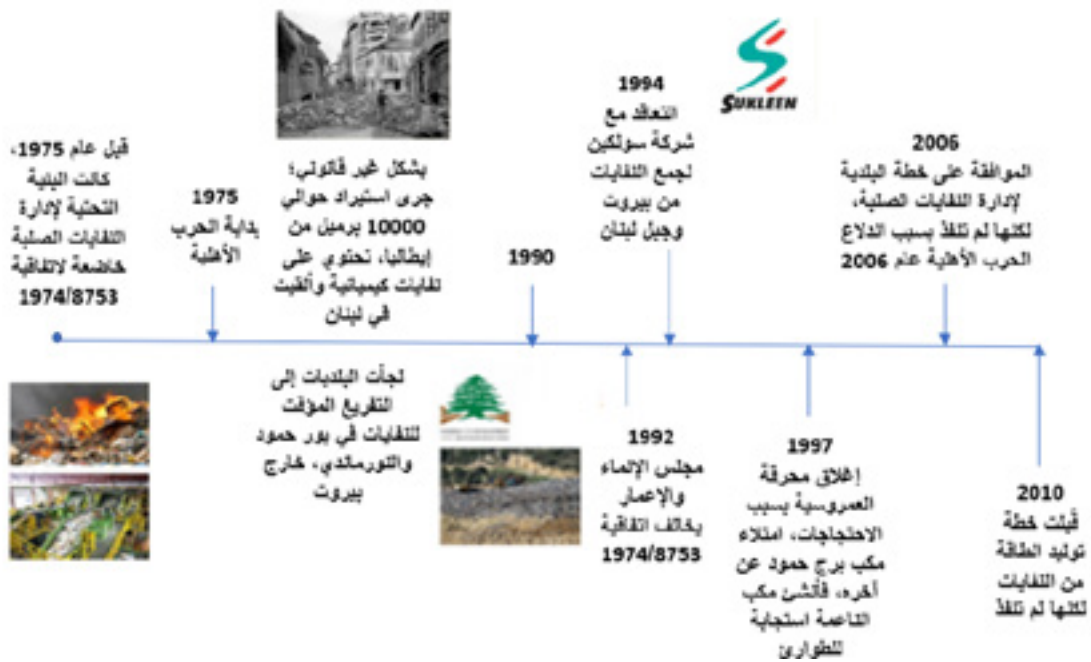 قبل عام 1975،
كانت البنية
التحتية لإدارة
النفايات الصلبة
خاضعة لاتفاقية
1974/8753
1975
بداية الحرب
الأهلية
بشكل غير قانوني؛
جرى استيراد حوالي
10000 برميل من
إيطاليا، تحتوي على
نفايات كيميائية وألقيت
في لبنان
1990
1994
التعاقد مع
شركة سولكين
لجمع النفايات
من بيروت
وجبل لبنان
SUKLEEN
2006
الموافقة على خطة البلدية
لإدارة النفايات الصلبة،
لكنها لم تنفذ بسبب اندلاع
الحرب الأهلية عام 2006
لجأت البلديات إلى
التفريغ المؤقت
للنفايات في بور حمود
والنورماندي، خارج
بيروت
1992
مجلس الإنماء
والإعمار
يخالف اتفاقية
1974/8753
1997
إغلاق محرقة
العمروسية بسبب
الاحتجاجات، امتلاء
مكب برج حمود عن
آخره، فأنشئ مكب
الناعمة استجابة
للطوارئ
2010
قُبلت خطة
توليد الطاقة
من النفايات
لكنها لم تنفذ